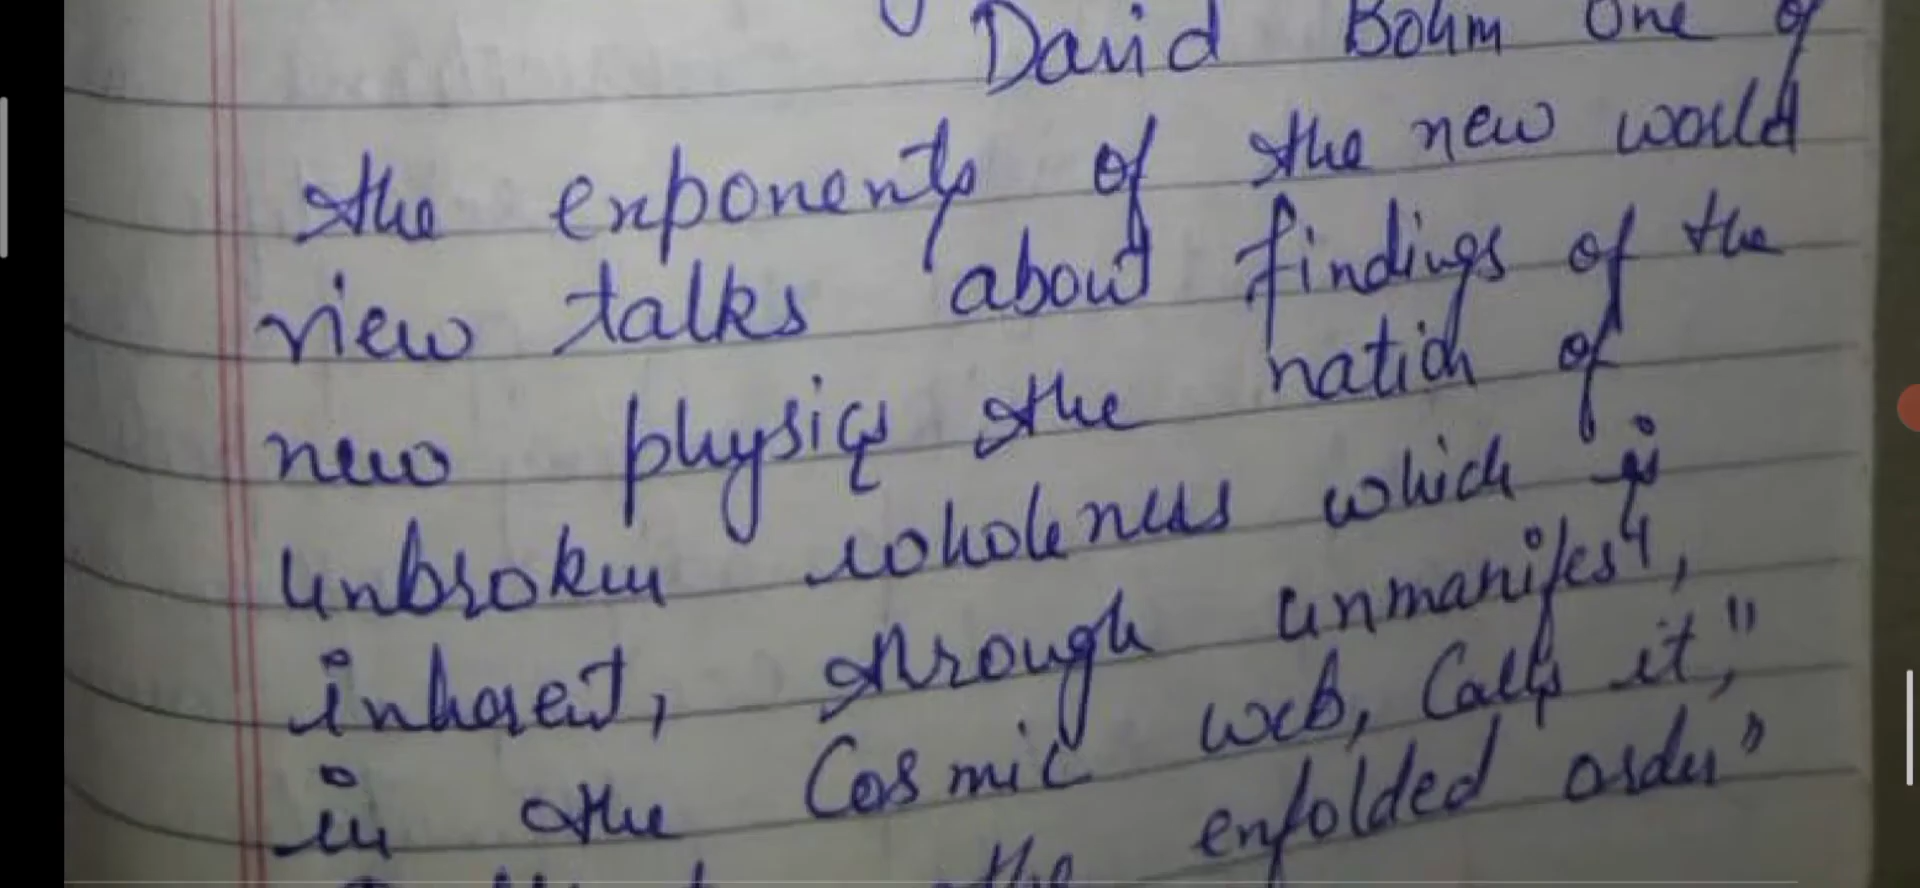 David Bohm One of
the exponents of the new world
view talks about findings of the
new physics the nation of
unbroken wholeness which is
inherent, through unmanifest,
in the Cosmic web, Calls it,"
the enfolded order"